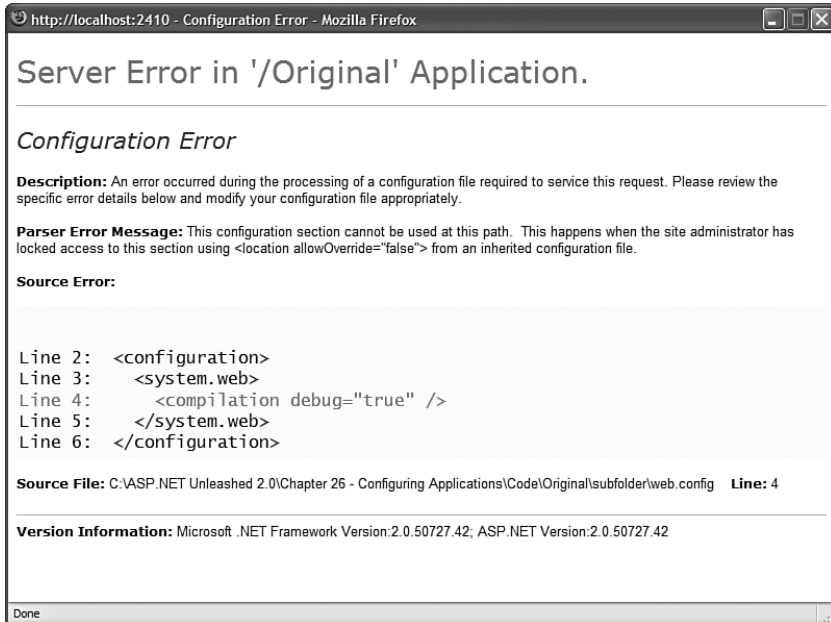 http://localhost:2410 - Configuration Error - Mozilla Firefox
Server Error in '/Original' Application.
Configuration Error
Description: An error occurred during the processing of a configuration file required to service this request. Please review the
specific error details below and modify your configuration file appropriately.
Parser Error Message: This configuration section cannot be used at this path.  This happens when the site administrator has
locked access to this section using <location allowOverride="false"> from an inherited configuration file.
Source Error:
Line 2:  <configuration>
Line 3:    <system.web>
Line 4:      <compilation debug="true" />
Line 5:    </system.web>
Line 6:  </configuration>
Source File: C:\ASP.NET Unleashed 2.0\Chapter 26 - Configuring Applications\Code\Original\subfolder\web.config    Line: 4
Version Information: Microsoft .NET Framework Version:2.0.50727.42; ASP.NET Version:2.0.50727.42
Done